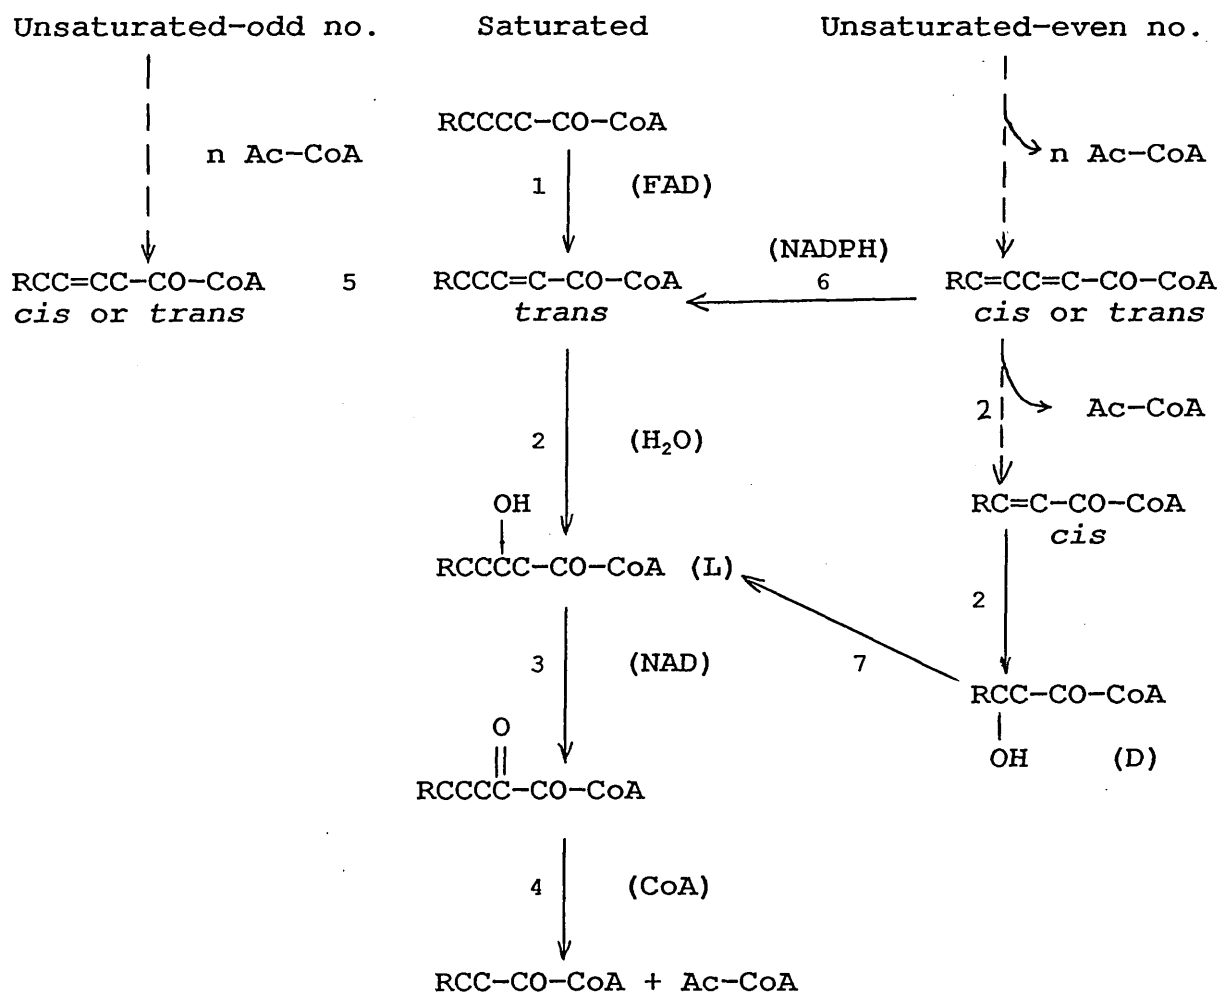 Unsaturated-odd no. Saturated Unsaturated-even no.
RCCCC-CO-CoA
n Ac-CoA n Ac-CoA
1 (FAD)
(NADPH)
RCC=CC-CO-CoA 5 RCCC=C-CO-CoA 6 RC=CC=C-CO-CoA
cis or trans trans cis or trans
2 Ac-CoA
2 (H₂O)
RC=C-CO-CoA
cis
OH
RCCCC-CO-CoA (L)
2
3 (NAD) 7
RCC-CO-CoA
OH (D)
O
RCCCC-CO-CoA
4 (CoA)
RCC-CO-CoA + Ac-CoA